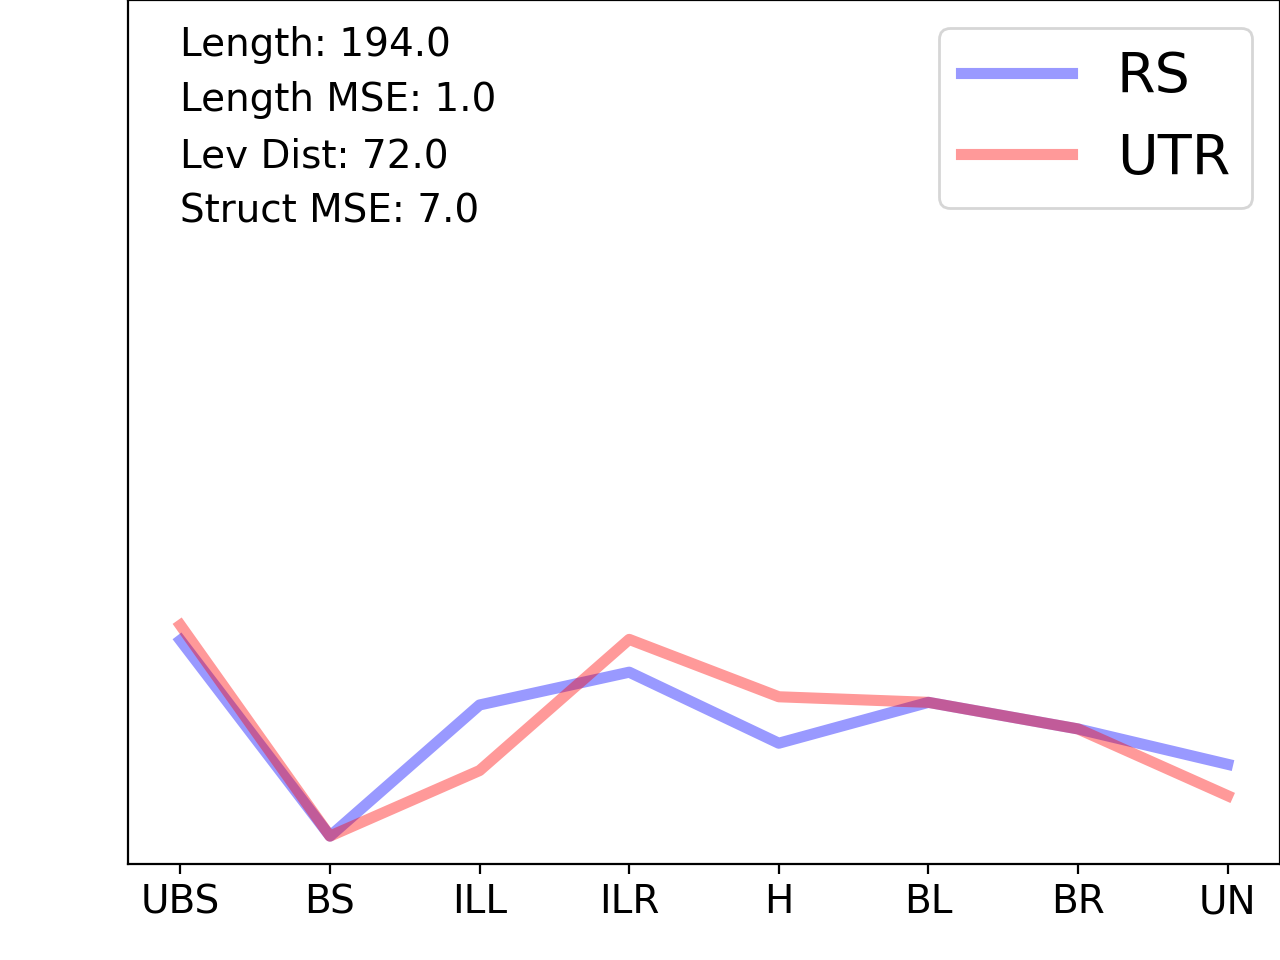 Length: 194.0
Length MSE: 1.0
Lev Dist: 72.0
Struct MSE: 7.0
RS
UTR
UBS BS ILL ILR H BL BR UN